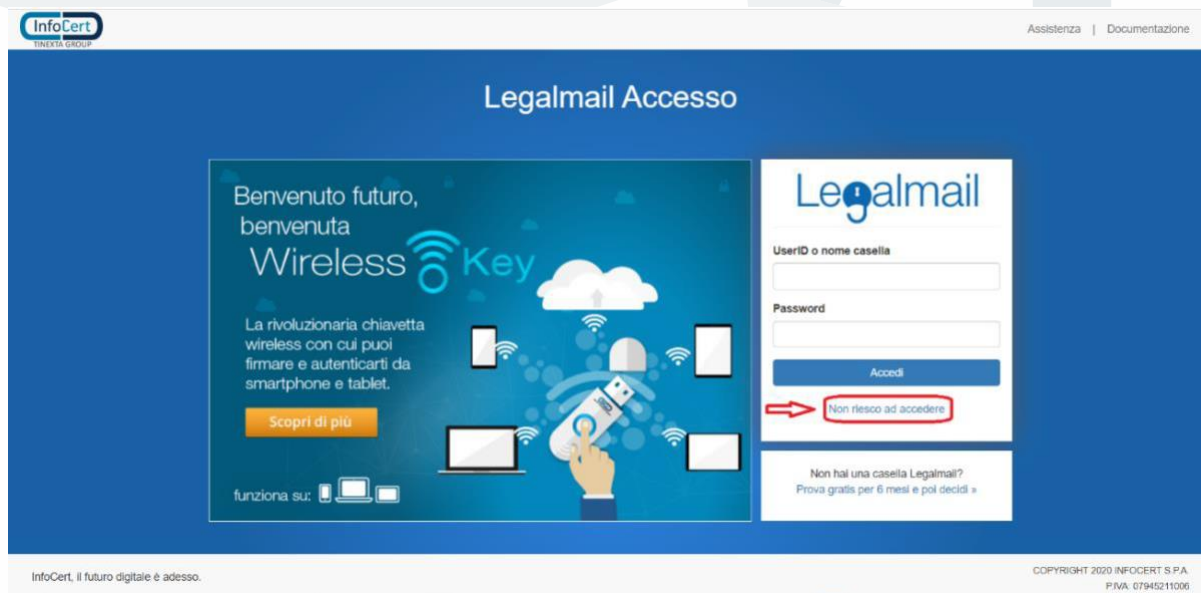 InfoCert
TINEXTA GROUP
Assistenza | Documentazione
Legalmail Accesso
Benvenuto futuro,
benvenuta
Wireless Key
La rivoluzionaria chiavetta
wireless con cui puoi
firmare e autenticarti da
smartphone e tablet.
Scopri di più
funziona su:
Legalmail
UserID o nome casella
Password
Accedi
Non riesco ad accedere
Non hai una casella Legalmail?
Prova gratis per 6 mesi e poi decidi »
InfoCert, il futuro digitale è adesso.
COPYRIGHT 2020 INFOCERT S.P.A.
P.IVA: 07945211006